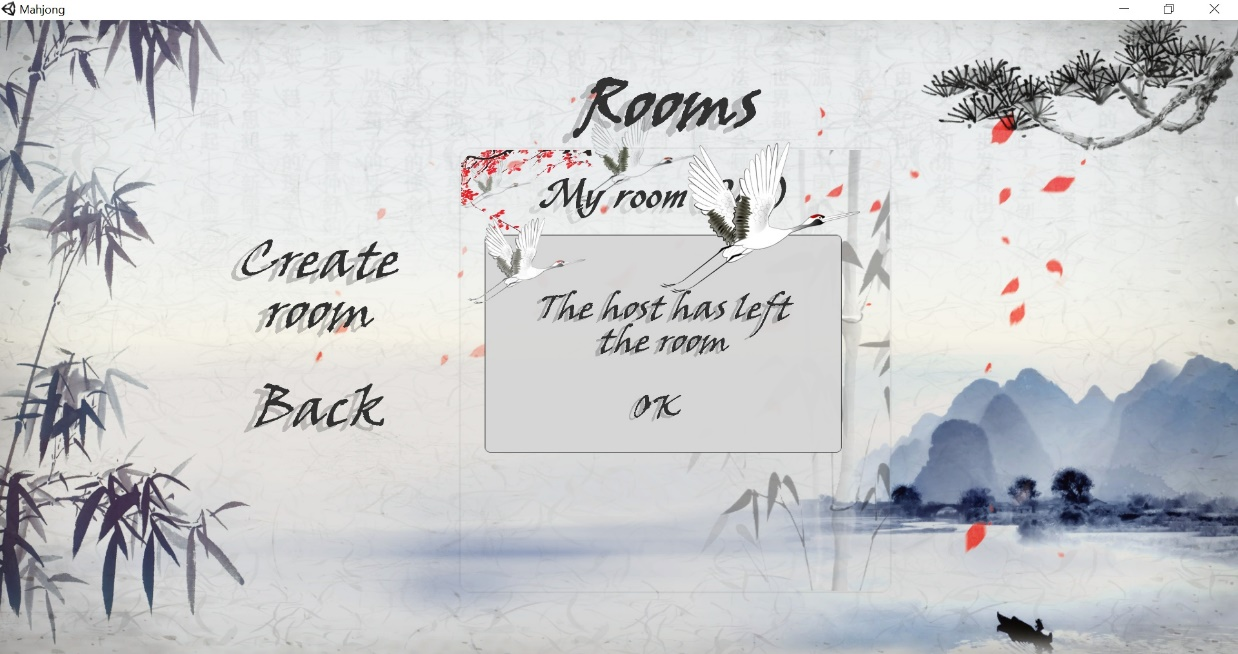 Mahjong
Rooms
My room
Create
room
The host has left
the room
Back
OK